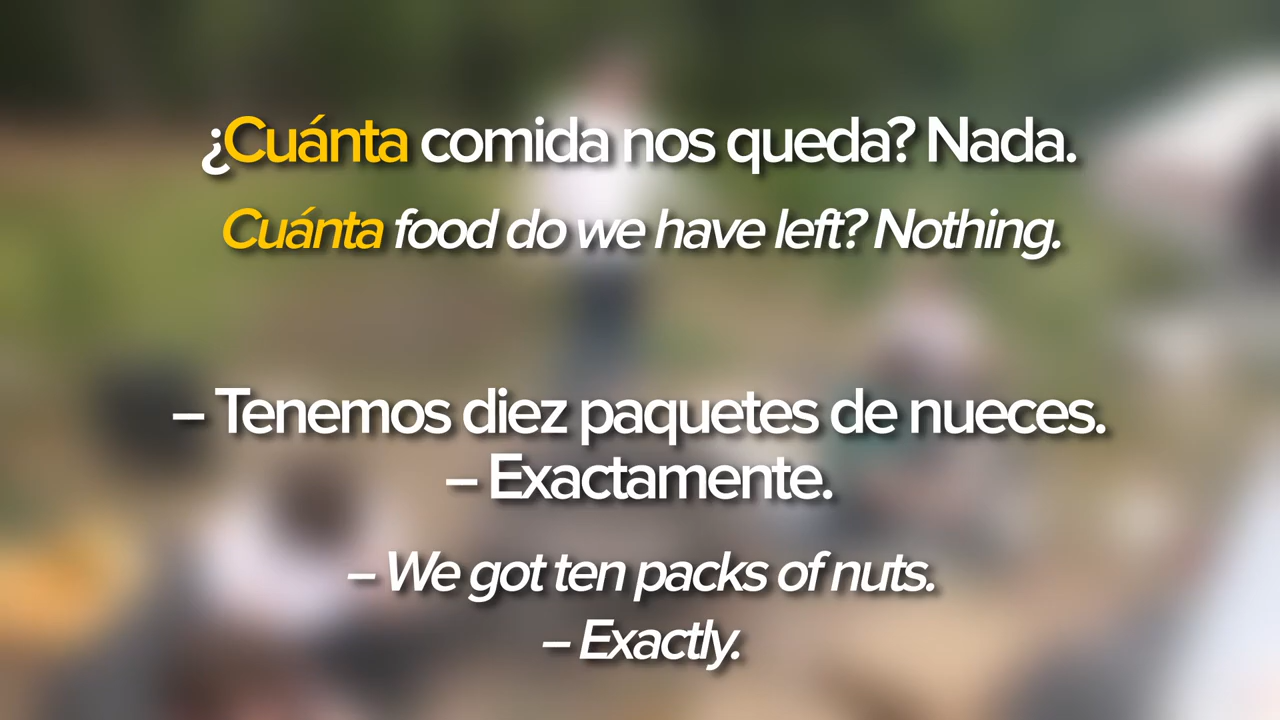 ¿Cuánta comida nos queda? Nada.
Cuánta food do we have left? Nothing.
– Tenemos diez paquetes de nueces.
– Exactamente.
– We got ten packs of nuts.
– Exactly.